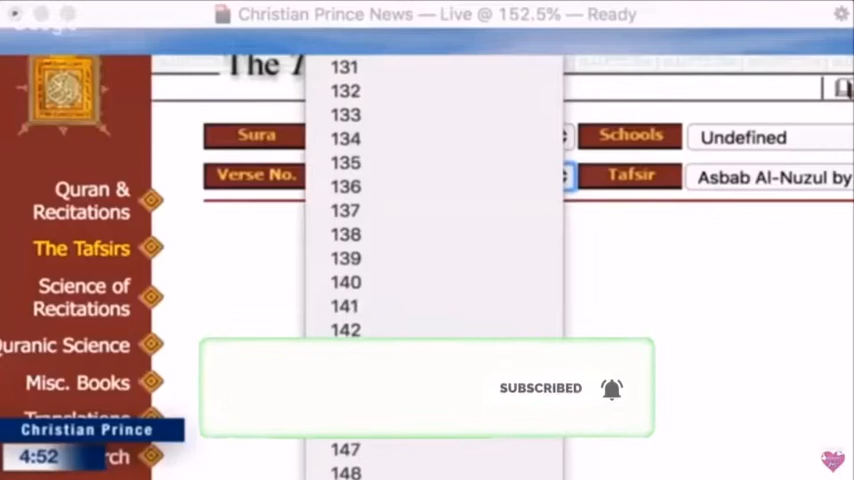 Christian Prince News — Live @ 152.5% — Ready
The T
131
132
133
134
135
136
137
138
139
140
141
142
147
148
Sura
Schools
Undefined
Verse No.
Tafsir
Asbab Al-Nuzul by
Quran &
Recitations
The Tafsirs
Science of
Recitations
Quranic Science
Misc. Books
SUBSCRIBED
Christian Prince
4:52
rch